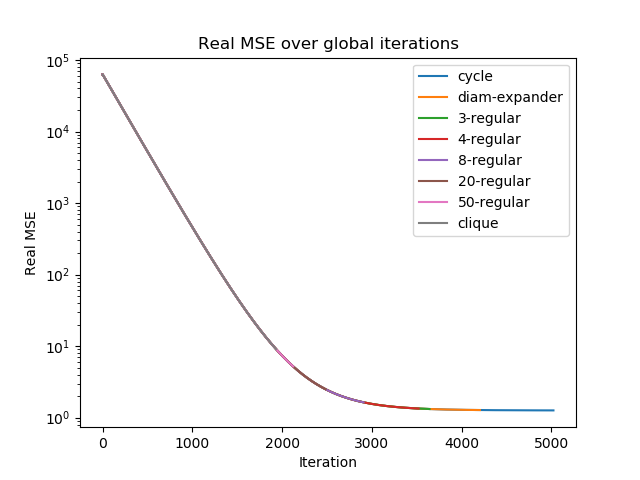 Real MSE over global iterations
Real MSE
10^5
10^4
10^3
10^2
10^1
10^0
cycle
diam-expander
3-regular
4-regular
8-regular
20-regular
50-regular
clique
0 1000 2000 3000 4000 5000
Iteration